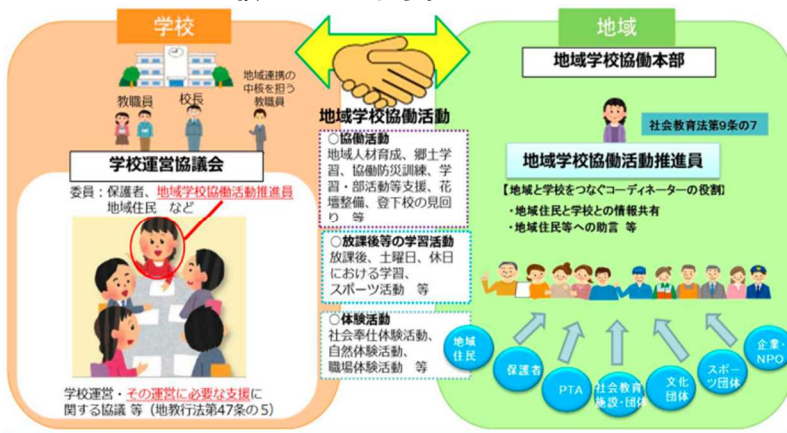 学校
教職員
校長
地域連携の
中核を担う
教職員
学校運営協議会
委員：保護者、地域学校協働活動推進員
地域住民　など
学校運営・その運営に必要な支援に
関する協議 等（地教行法第47条の５）
地域学校協働活動
○協働活動
地域人材育成、郷土学
習、協働防災訓練、学
習・部活動等支援、花
壇整備、登下校の見回
り　等
○放課後等の学習活動
放課後、土曜日、休日
における学習、
スポーツ活動　等
○体験活動
社会奉仕体験活動、
自然体験活動、
職場体験活動　等
地域
地域学校協働本部
社会教育法第9条の7
地域学校協働活動推進員
【地域と学校をつなぐコーディネーターの役割】
・地域住民と学校との情報共有
・地域住民等への助言 等
地域
住民
保護者
PTA
社会教育
施設・団体
文化
団体
スポー
ツ団体
企業・
NPO